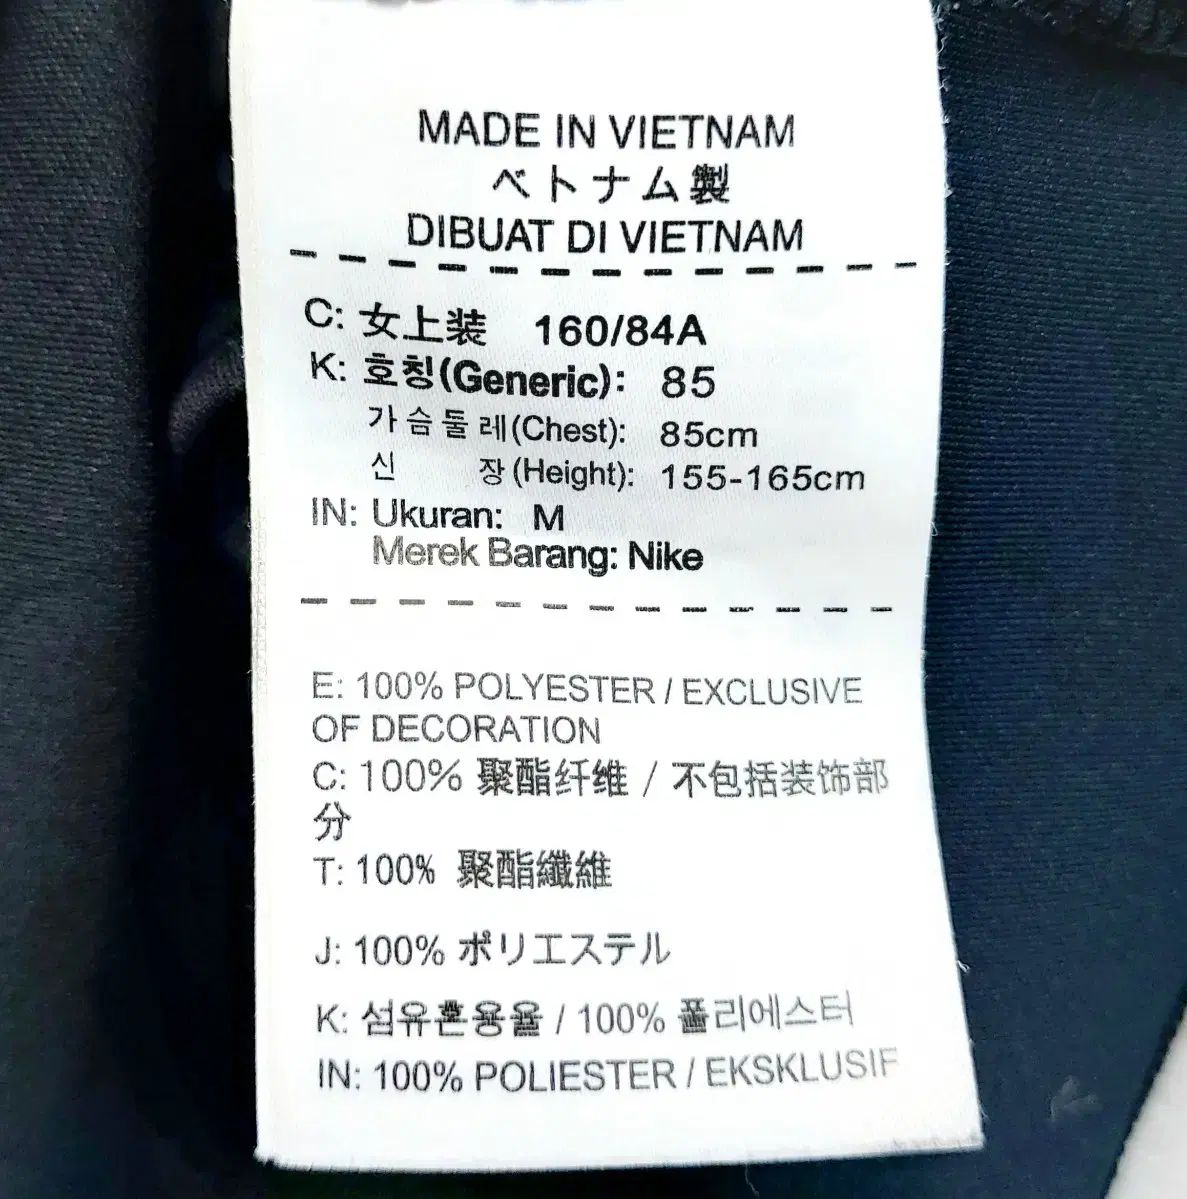 MADE IN VIETNAM
ベトナム製
DIBUAT DI VIETNAM
C: 女上装 160/84A
K: 호칭(Generic): 85
가슴둘레(Chest): 85cm
신 장(Height): 155-165cm
IN: Ukuran: M
Merek Barang: Nike
E: 100% POLYESTER / EXCLUSIVE
OF DECORATION
C: 100% 聚酯纤维 / 不包括装饰部
分
T: 100% 聚酯纖維
J: 100% ポリエステル
K: 섬유혼용율 / 100% 폴리에스터
IN: 100% POLIESTER / EKSKLUSIF